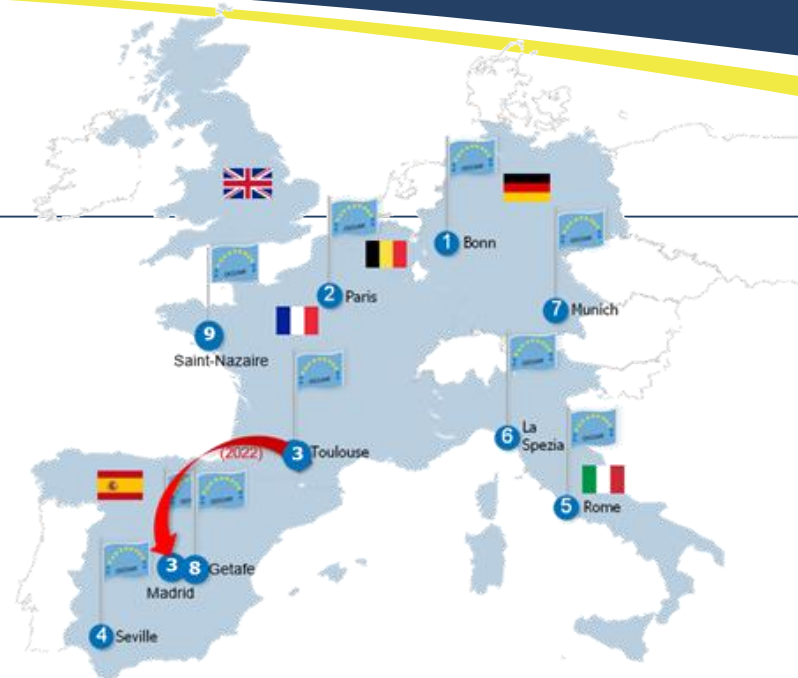 1 Bonn
2 Paris
7 Munich
9
Saint-Nazaire
6 La
Spezia
(2022)
3 Toulouse
5 Rome
3 8 Getafe
Madrid
4 Seville